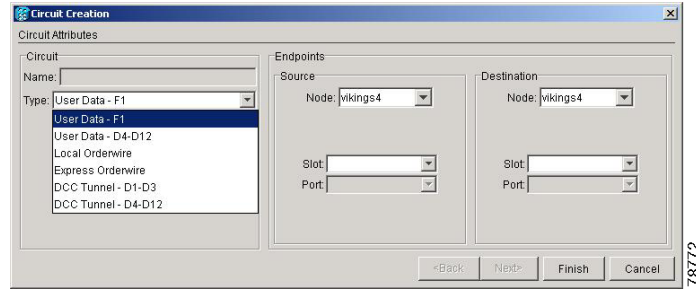 Circuit Creation
Circuit Attributes
Circuit
Name:
Type: User Data - F1
User Data - F1
User Data - D4-D12
Local Orderwire
Express Orderwire
DCC Tunnel - D1-D3
DCC Tunnel - D4-D12
Endpoints
Source
Node: vikings4
Slot:
Port:
Destination
Node: vikings4
Slot:
Port:
<Back
Next>
Finish
Cancel
78772